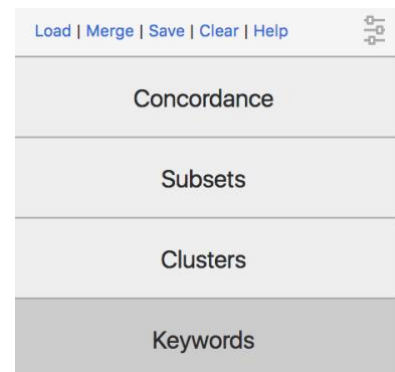 Load | Merge | Save | Clear | Help
Concordance
Subsets
Clusters
Keywords